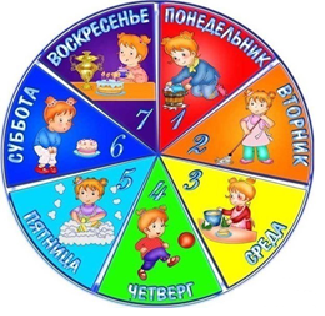 ПОНЕДЕЛЬНИК
1
ВТОРНИК
2
СРЕДА
3
ЧЕТВЕРГ
4
ПЯТНИЦА
5
СУББОТА
6
ВОСКРЕСЕНЬЕ
7